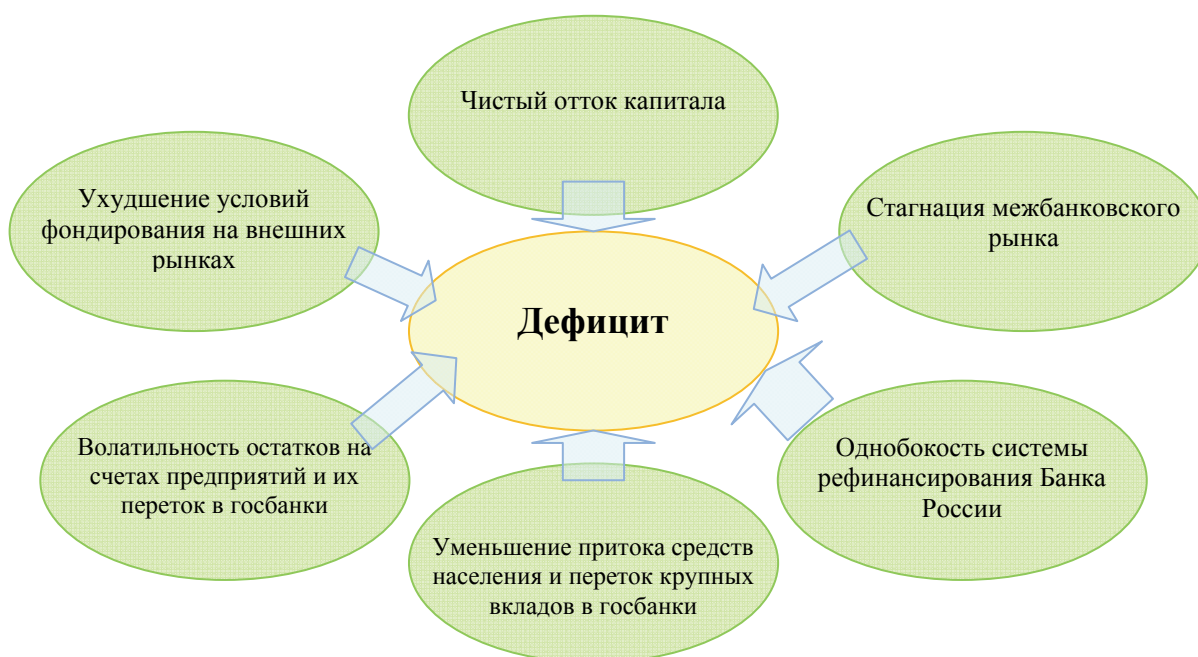 Чистый отток капитала
Ухудшение условий
фондирования на внешних
рынках
Стагнация межбанковского
рынка
Дефицит
Волатильность остатков на
счетах предприятий и их
переток в госбанки
Однобокость системы
рефинансирования Банка
России
Уменьшение притока средств
населения и переток крупных
вкладов в госбанки